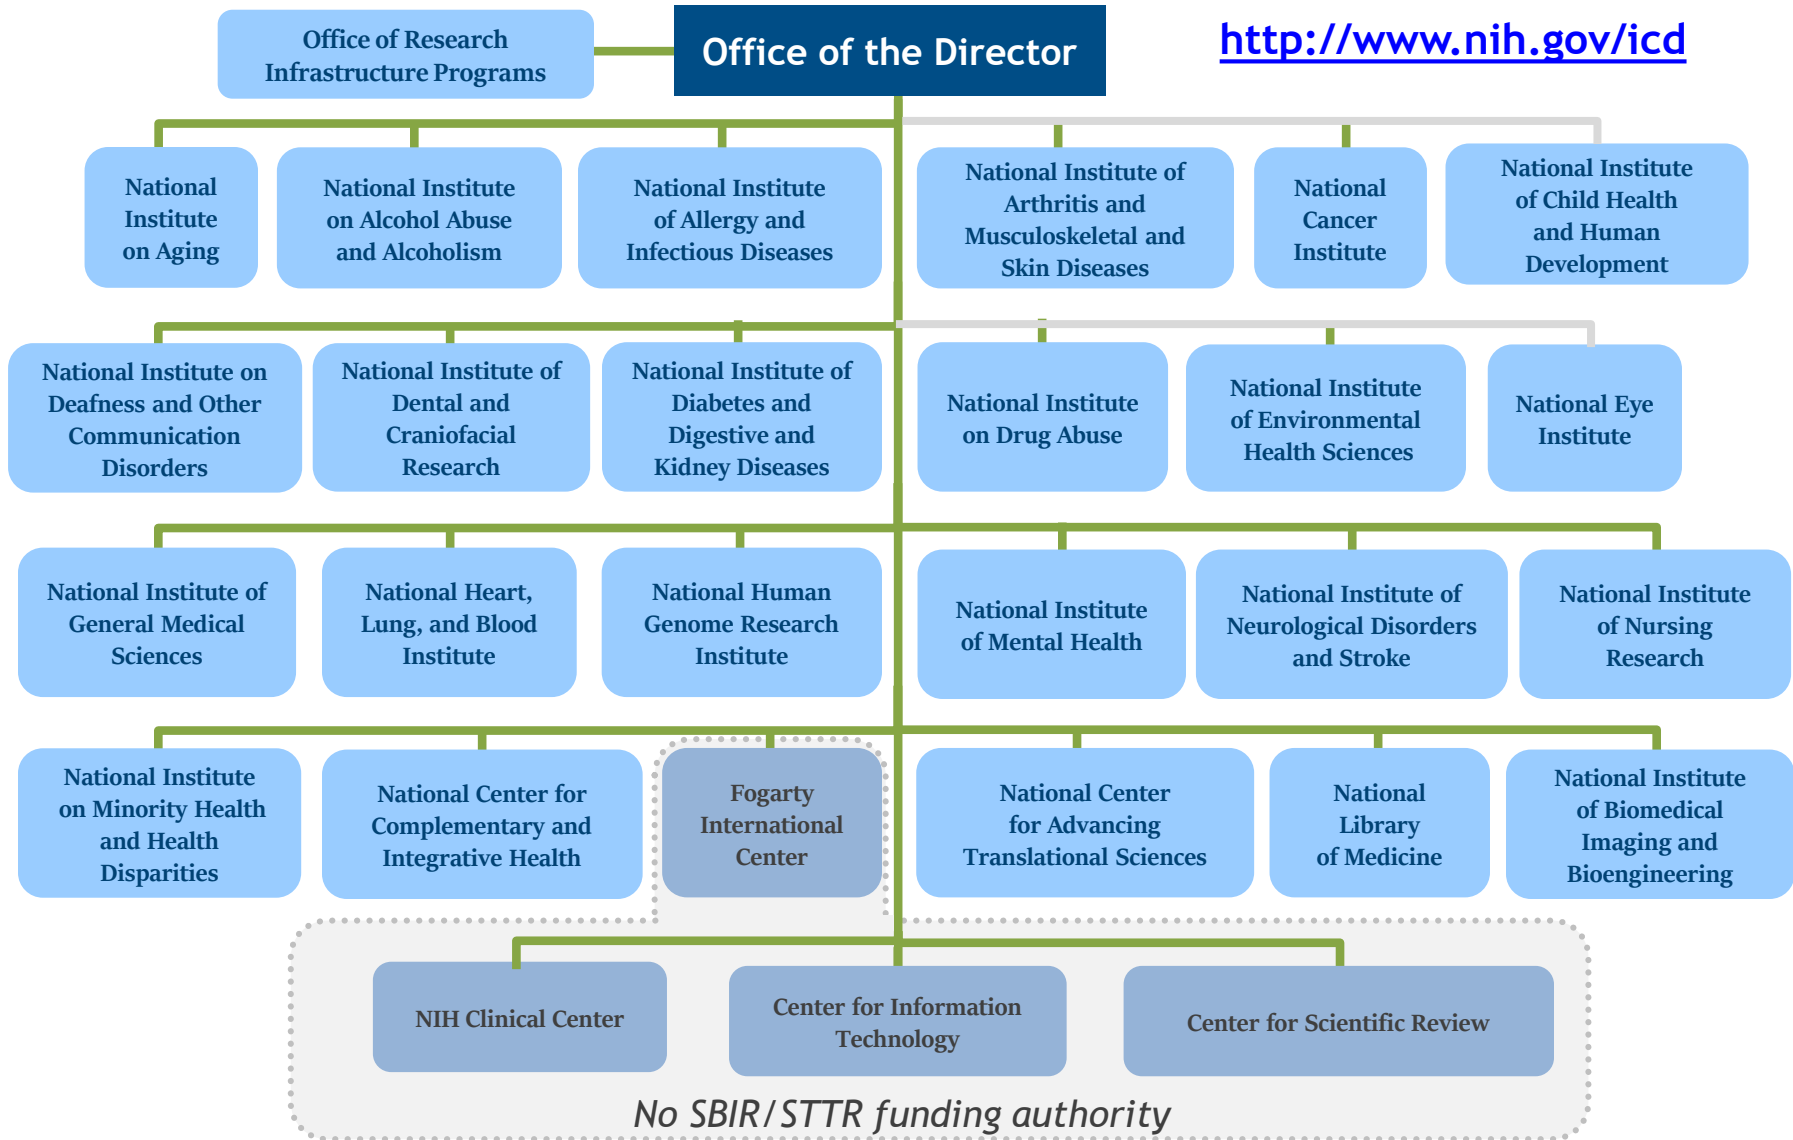 Office of Research
Infrastructure Programs
Office of the Director
http://www.nih.gov/icd
National
Institute
on Aging
National Institute
on Alcohol Abuse
and Alcoholism
National Institute
of Allergy and
Infectious Diseases
National Institute of
Arthritis and
Musculoskeletal and
Skin Diseases
National
Cancer
Institute
National Institute
of Child Health
and Human
Development
National Institute on
Deafness and Other
Communication
Disorders
National Institute of
Dental and
Craniofacial
Research
National Institute of
Diabetes and
Digestive and
Kidney Diseases
National Institute
on Drug Abuse
National Institute
of Environmental
Health Sciences
National Eye
Institute
National Institute of
General Medical
Sciences
National Heart,
Lung, and Blood
Institute
National Human
Genome Research
Institute
National Institute
of Mental Health
National Institute of
Neurological Disorders
and Stroke
National Institute
of Nursing
Research
National Institute
on Minority Health
and Health
Disparities
National Center for
Complementary and
Integrative Health
Fogarty
International
Center
National Center
for Advancing
Translational Sciences
National
Library
of Medicine
National Institute
of Biomedical
Imaging and
Bioengineering
NIH Clinical Center
Center for Information
Technology
Center for Scientific Review
No SBIR/STTR funding authority